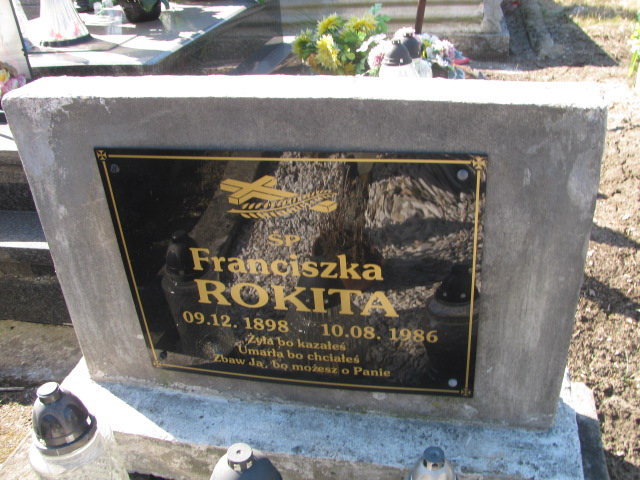 ŚP
Franciszka
ROKITA
09.12. 1898 10.08. 1986
Żyła bo kazałeś
Umarła bo chciałeś
Zbaw Ją, bo możesz o Panie